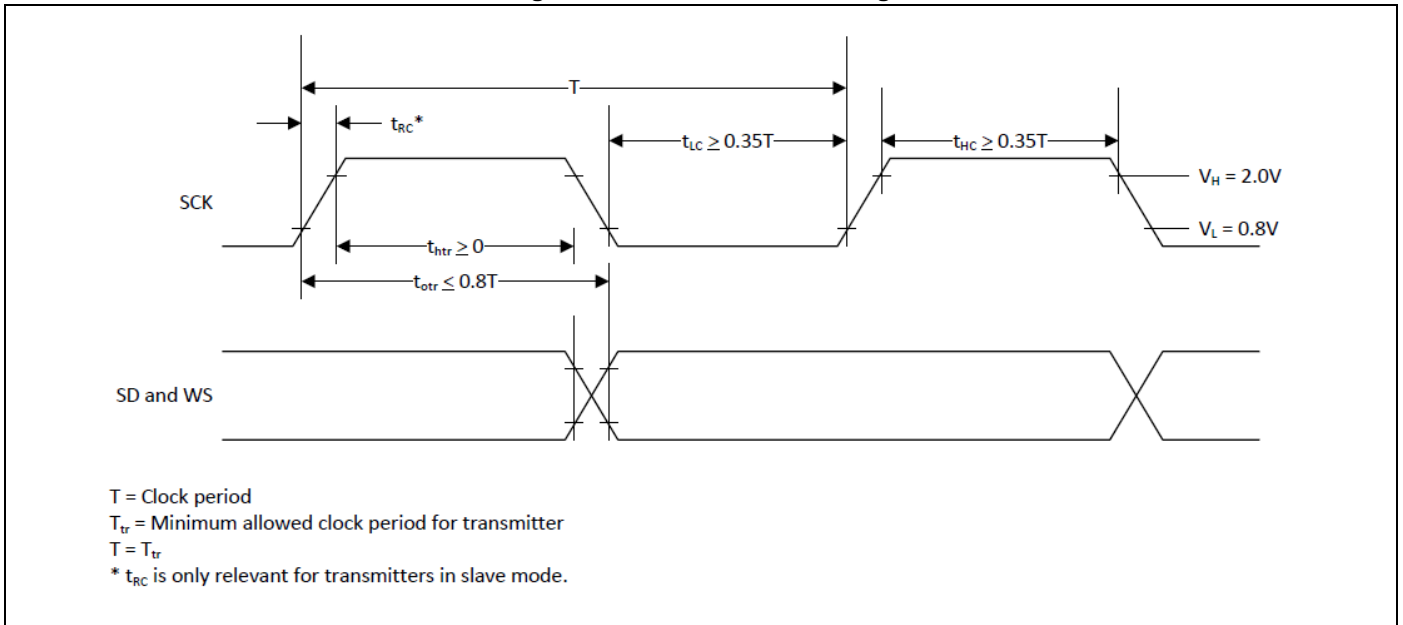 T
tRC*
tLC ≥ 0.35T
tHC ≥ 0.35T
VH = 2.0V
SCK
VL = 0.8V
thtr ≥ 0
totr ≤ 0.8T
SD and WS
T = Clock period
Ttr = Minimum allowed clock period for transmitter
T = Ttr
* tRC is only relevant for transmitters in slave mode.